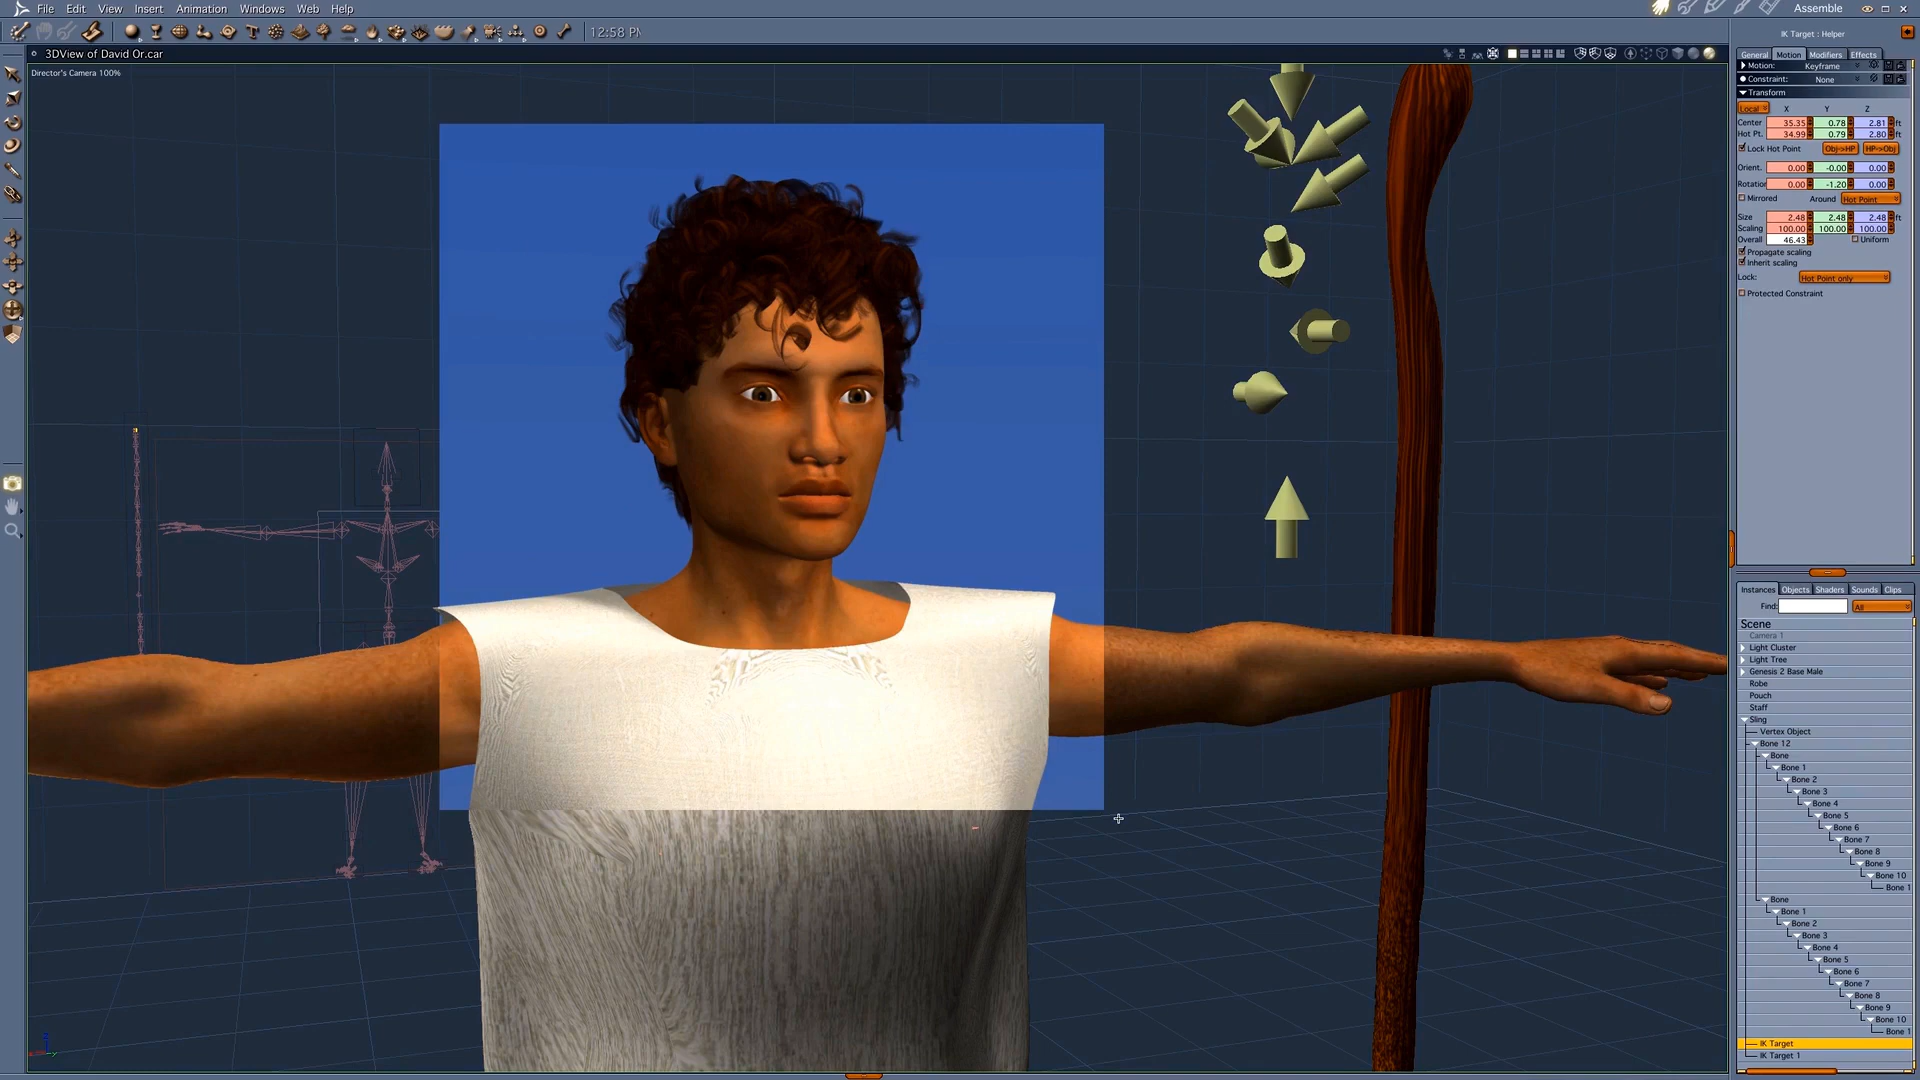 File Edit View Insert Animation Windows Web Help
Assemble
12:58 PM
3DView of David Or.car
Director's Camera 100%
IK Target : Helper
General Motion Modifiers Effects
Motion: Keyframe
Constraint: None
Transform
Local X Y Z
Center 35.35 0.78 2.81 ft
Hot Pt. 34.99 0.79 2.80 ft
Lock Hot Point Obj->HP HP->Obj
Orient. 0.00 -0.00 0.00
Rotation 0.00 -1.20 0.00
Mirrored Around Hot Point
Size 2.48 2.48 2.48 ft
Scaling 100.00 100.00 100.00
Overall 46.43 Uniform
Propagate scaling
Inherit scaling
Lock: Hot Point only
Protected Constraint
Instances Objects Shaders Sounds Clips
Find: All
Scene
Camera 1
Light Cluster
Light Tree
Genesis 2 Base Male
Robe
Pouch
Staff
Sling
Vertex Object
Bone 12
Bone
Bone 1
Bone 2
Bone 3
Bone 4
Bone 5
Bone 6
Bone 7
Bone 8
Bone 9
Bone 10
Bone 1
Bone
Bone 1
Bone 2
Bone 3
Bone 4
Bone 5
Bone 6
Bone 7
Bone 8
Bone 9
Bone 10
Bone 1
IK Target
IK Target 1